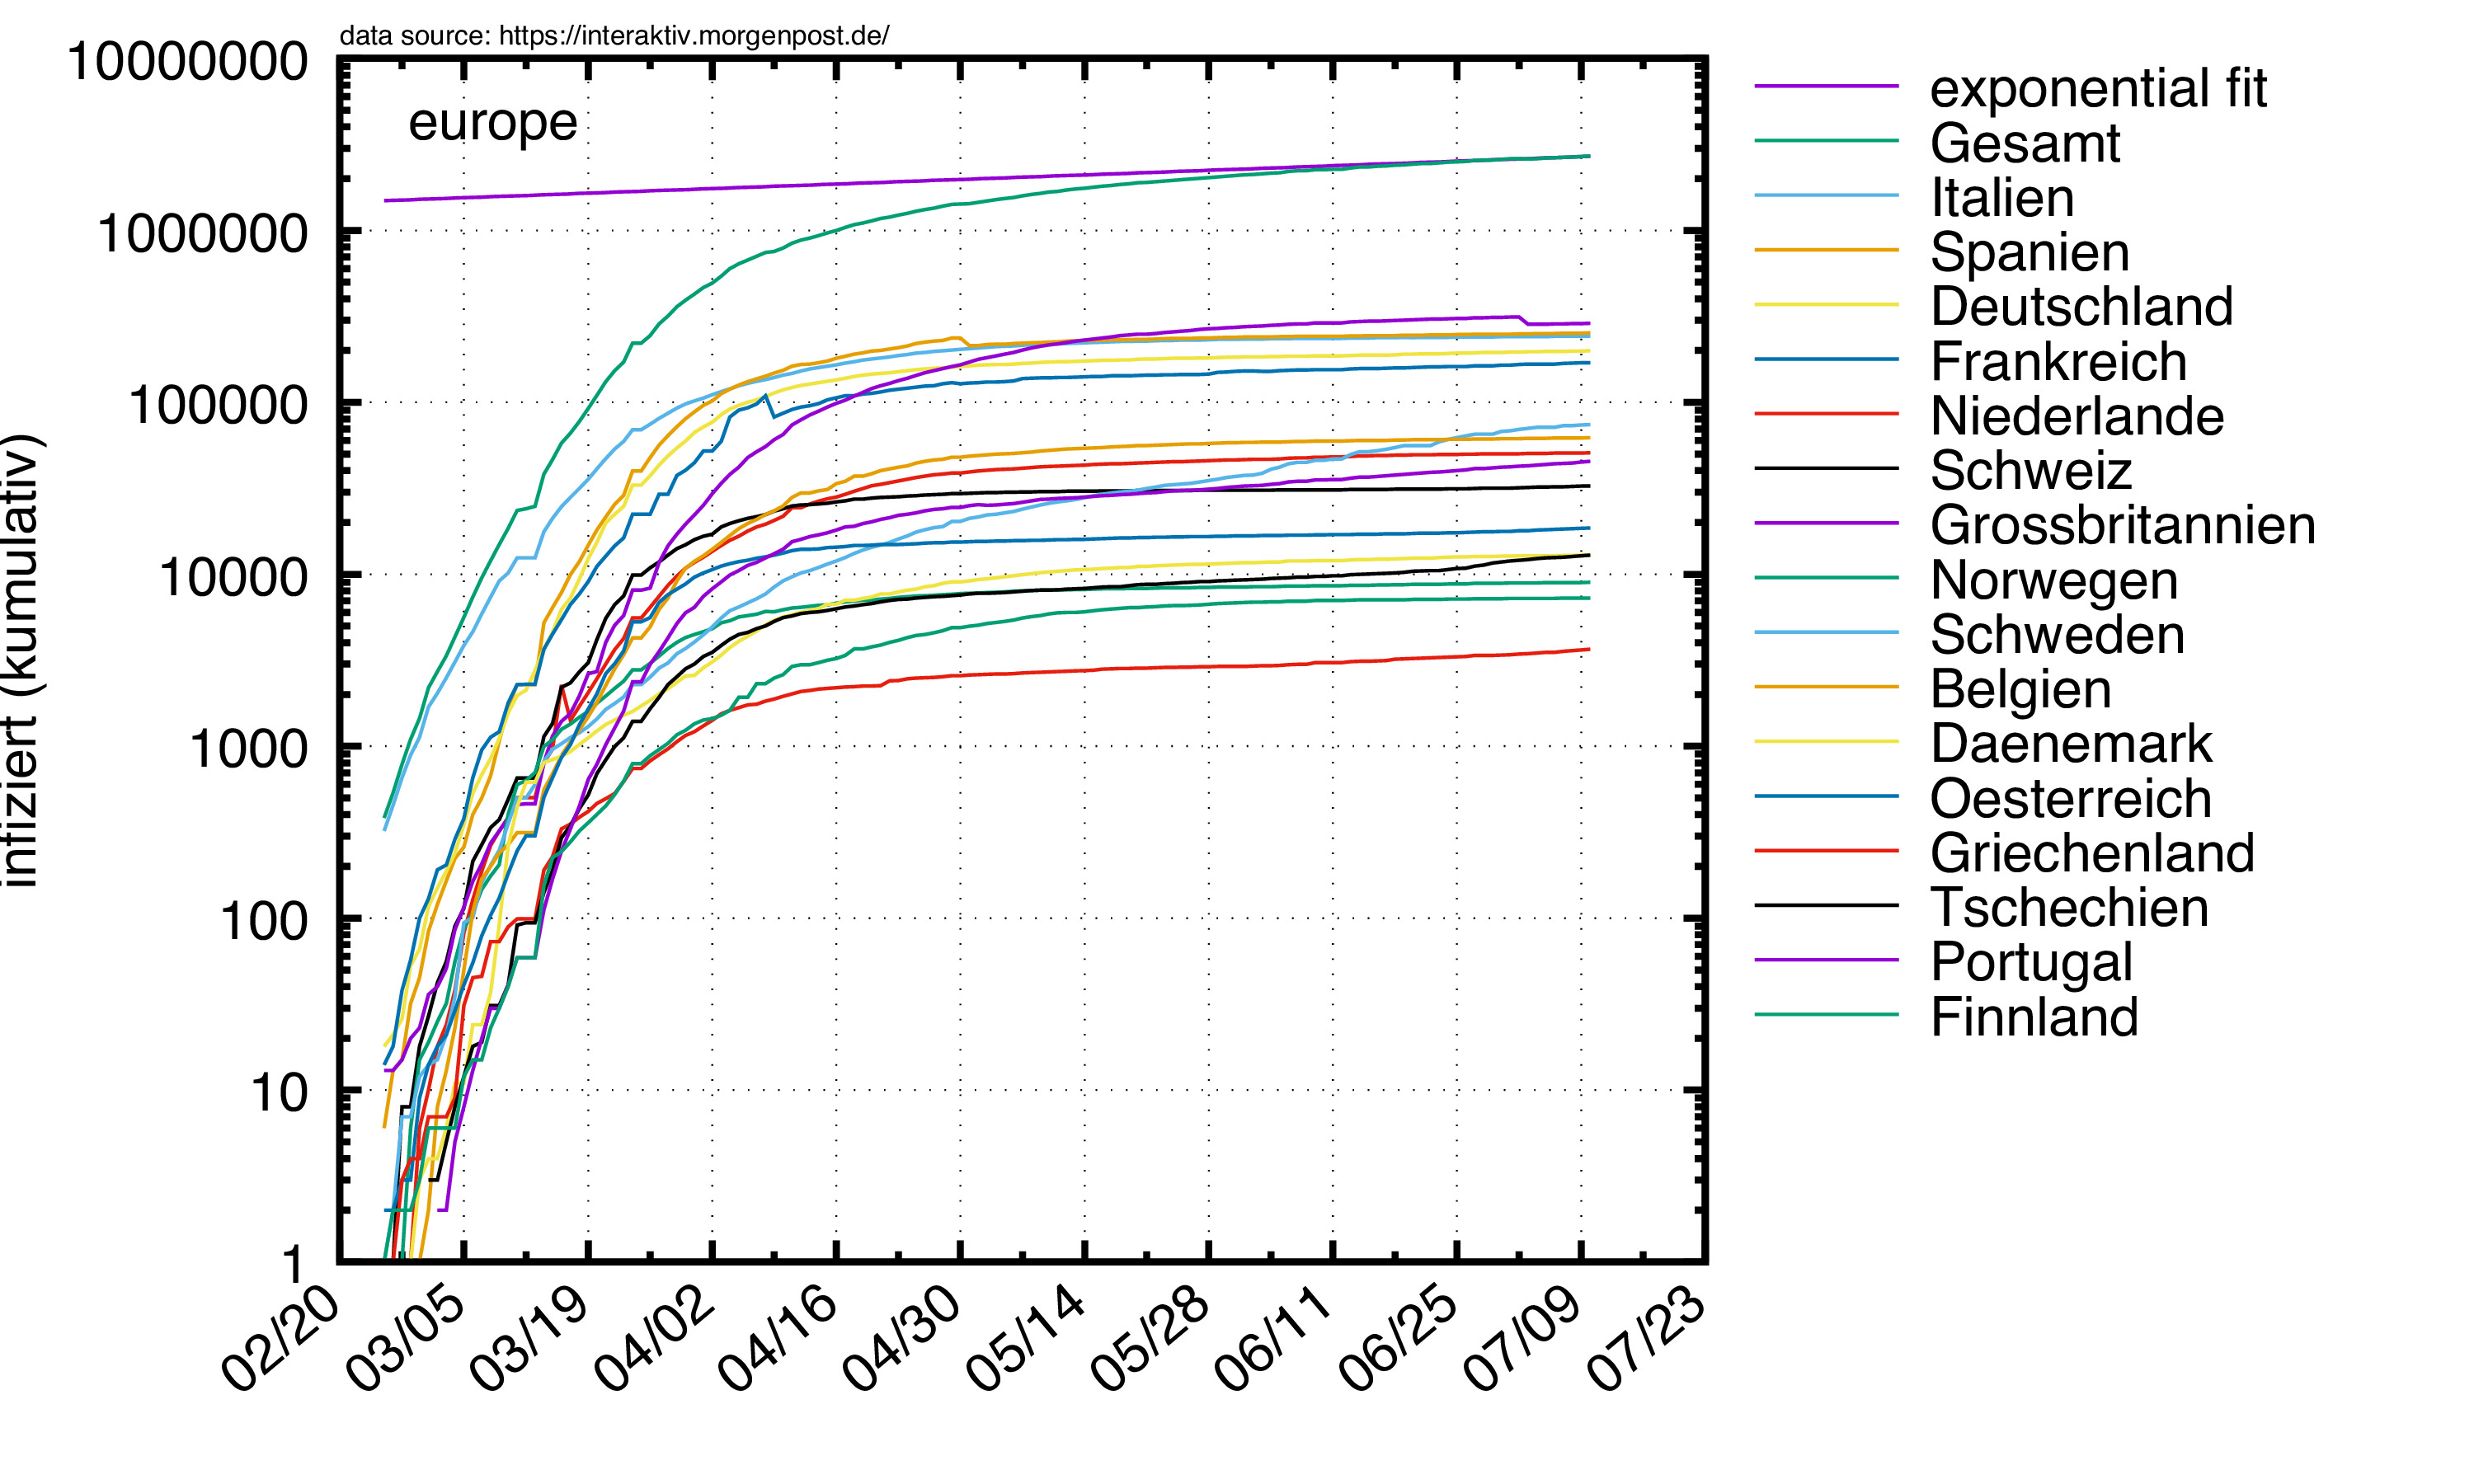 data source: https://interaktiv.morgenpost.de/
europe
infiziert (kumulativ)
10000000
1000000
100000
10000
1000
100
10
1
02/20
03/05
03/19
04/02
04/16
04/30
05/14
05/28
06/11
06/25
07/09
07/23
exponential fit
Gesamt
Italien
Spanien
Deutschland
Frankreich
Niederlande
Schweiz
Grossbritannien
Norwegen
Schweden
Belgien
Daenemark
Oesterreich
Griechenland
Tschechien
Portugal
Finnland